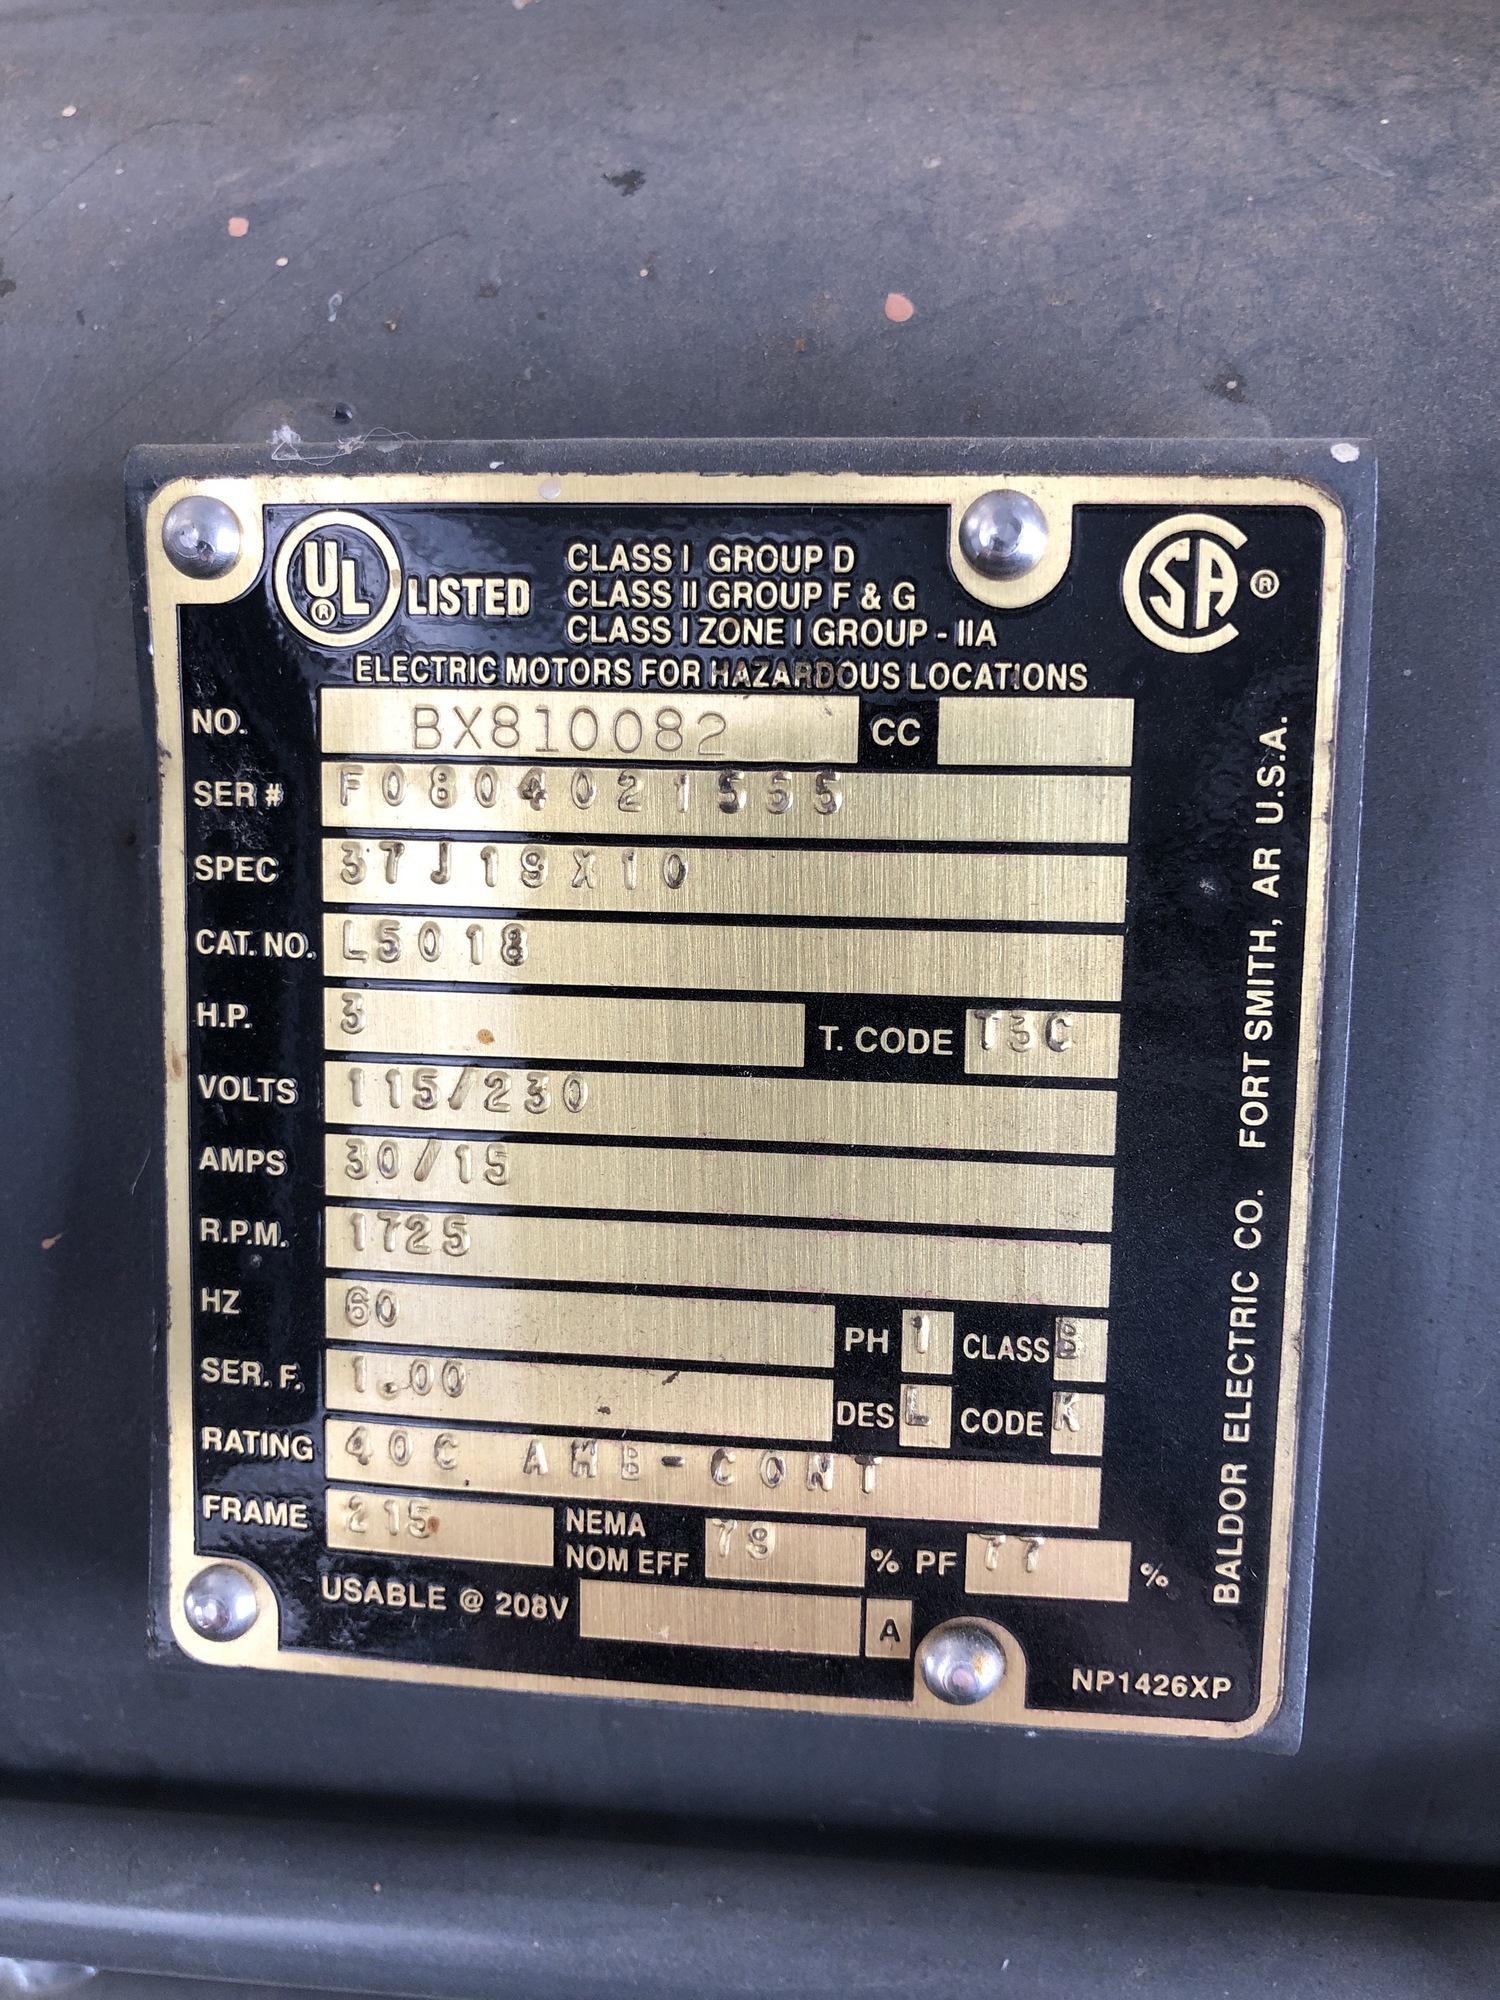 UL ® LISTED
CLASS I GROUP D
CLASS II GROUP F & G
CLASS I ZONE I GROUP - IIA
SA ®
ELECTRIC MOTORS FOR HAZARDOUS LOCATIONS
NO. BX810082 CC
SER # F0804021555
SPEC 37J19X10
CAT. NO. L5018
H.P. 3 T. CODE T3C
VOLTS 115/230
AMPS 30/15
R.P.M. 1725
HZ 60 PH 1 CLASS B
SER. F. 1.00 DES L CODE K
RATING 40C AMB-CONT
FRAME 215 NEMA NOM EFF 79 % PF 77 %
USABLE @ 208V A
NP1426XP
BALDOR ELECTRIC CO. FORT SMITH, AR U.S.A.